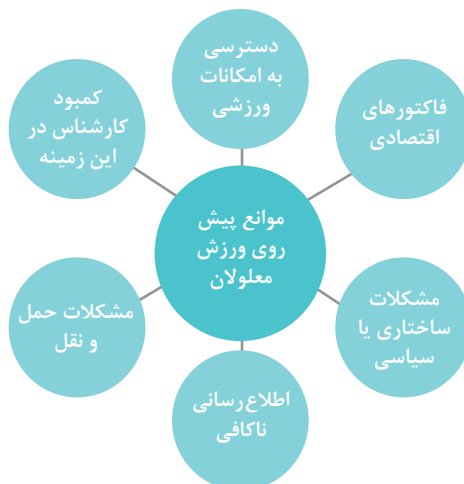 دسترسی
به امکانات
ورزشی
فاکتورهای
اقتصادی
کمبود
کارشناس در
این زمینه
موانع پیش
روی ورزش
معلولان
مشکلات
ساختاری یا
سیاسی
مشکلات حمل
و نقل
اطلاع‌رسانی
ناکافی